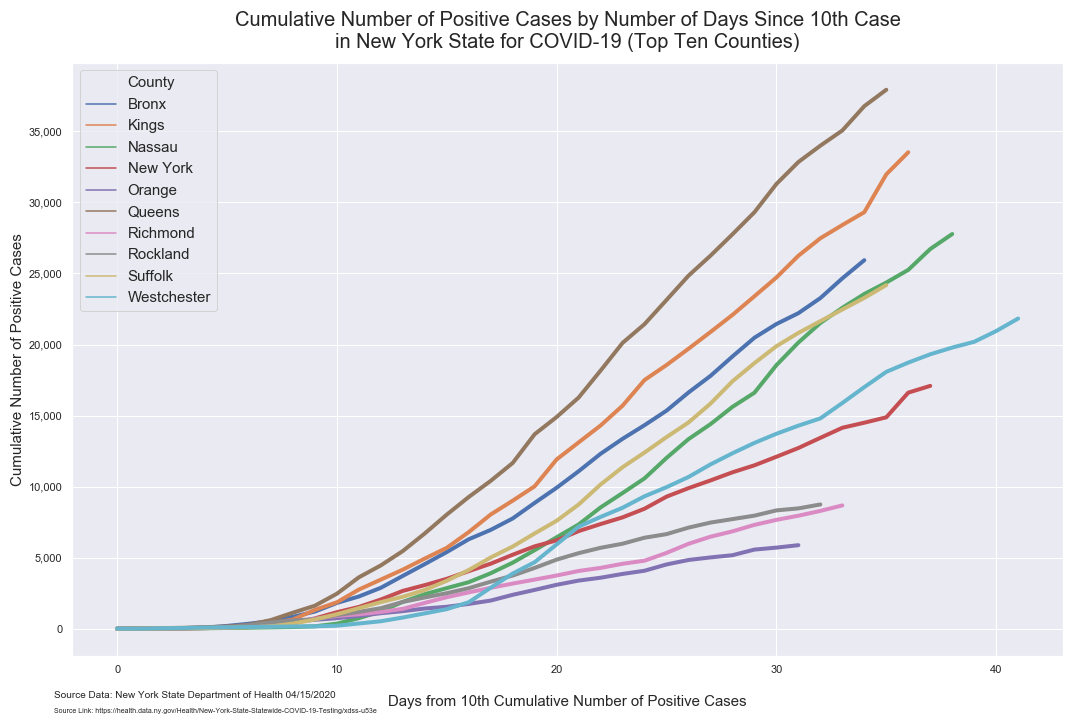 Cumulative Number of Positive Cases by Number of Days Since 10th Case
in New York State for COVID-19 (Top Ten Counties)
County
Bronx
Kings
Nassau
New York
Orange
Queens
Richmond
Rockland
Suffolk
Westchester
Cumulative Number of Positive Cases
35,000
30,000
25,000
20,000
15,000
10,000
5,000
0
0 10 20 30 40
Days from 10th Cumulative Number of Positive Cases
Source Data: New York State Department of Health 04/15/2020
Source Link: https://health.data.ny.gov/Health/New-York-State-Statewide-COVID-19-Testing/xdss-u53e